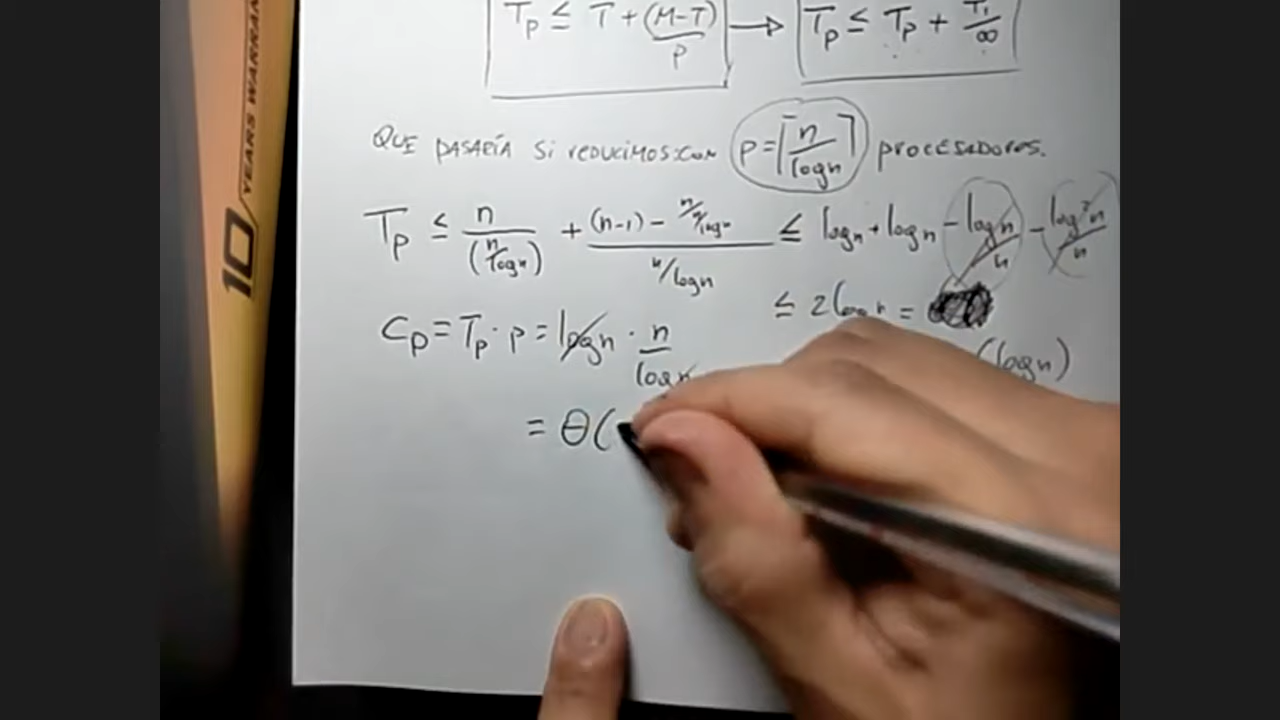 Tp ≤ T + (M-T)/p → Tp ≤ Tp + T₁/∞
QUE PASARÍA Si REDUCIMOS: CON p = ⌈n/logn⌉ PROCESADORES.
Tp ≤ n/(n/logn) + ((n-1) - n/(n/logn))/(n/logn) ≤ logn + logn - logn/n - log²n/n
≤ 2logn =
Cp = Tp · p = logn · n/logn
(logn)
= Θ(
10 YEARS WARRAN